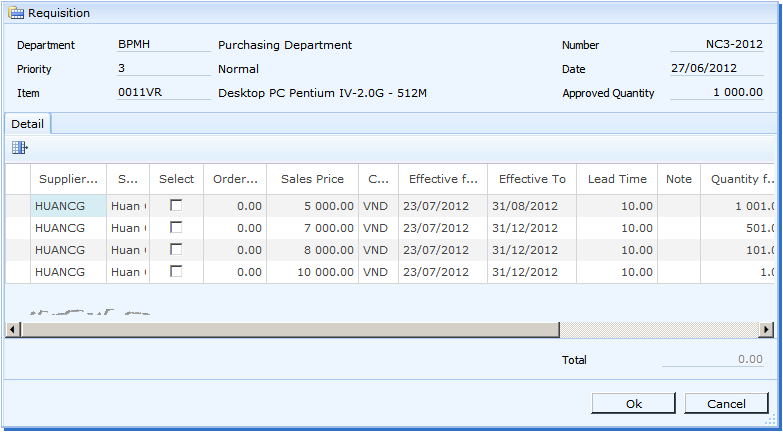 Requisition
Department BPMH Purchasing Department Number NC3-2012
Priority 3 Normal Date 27/06/2012
Item 0011VR Desktop PC Pentium IV-2.0G - 512M Approved Quantity 1 000.00
Detail
Supplier... S... Select Order... Sales Price C... Effective f... Effective To Lead Time Note Quantity f
HUANCG Huan 0.00 5 000.00 VND 23/07/2012 31/08/2012 10.00 1 001.
HUANCG Huan 0.00 7 000.00 VND 23/07/2012 31/12/2012 10.00 501.
HUANCG Huan 0.00 8 000.00 VND 23/07/2012 31/12/2012 10.00 101.
HUANCG Huan 0.00 10 000.00 VND 23/07/2012 31/12/2012 10.00 1.
Total 0.00
Ok Cancel